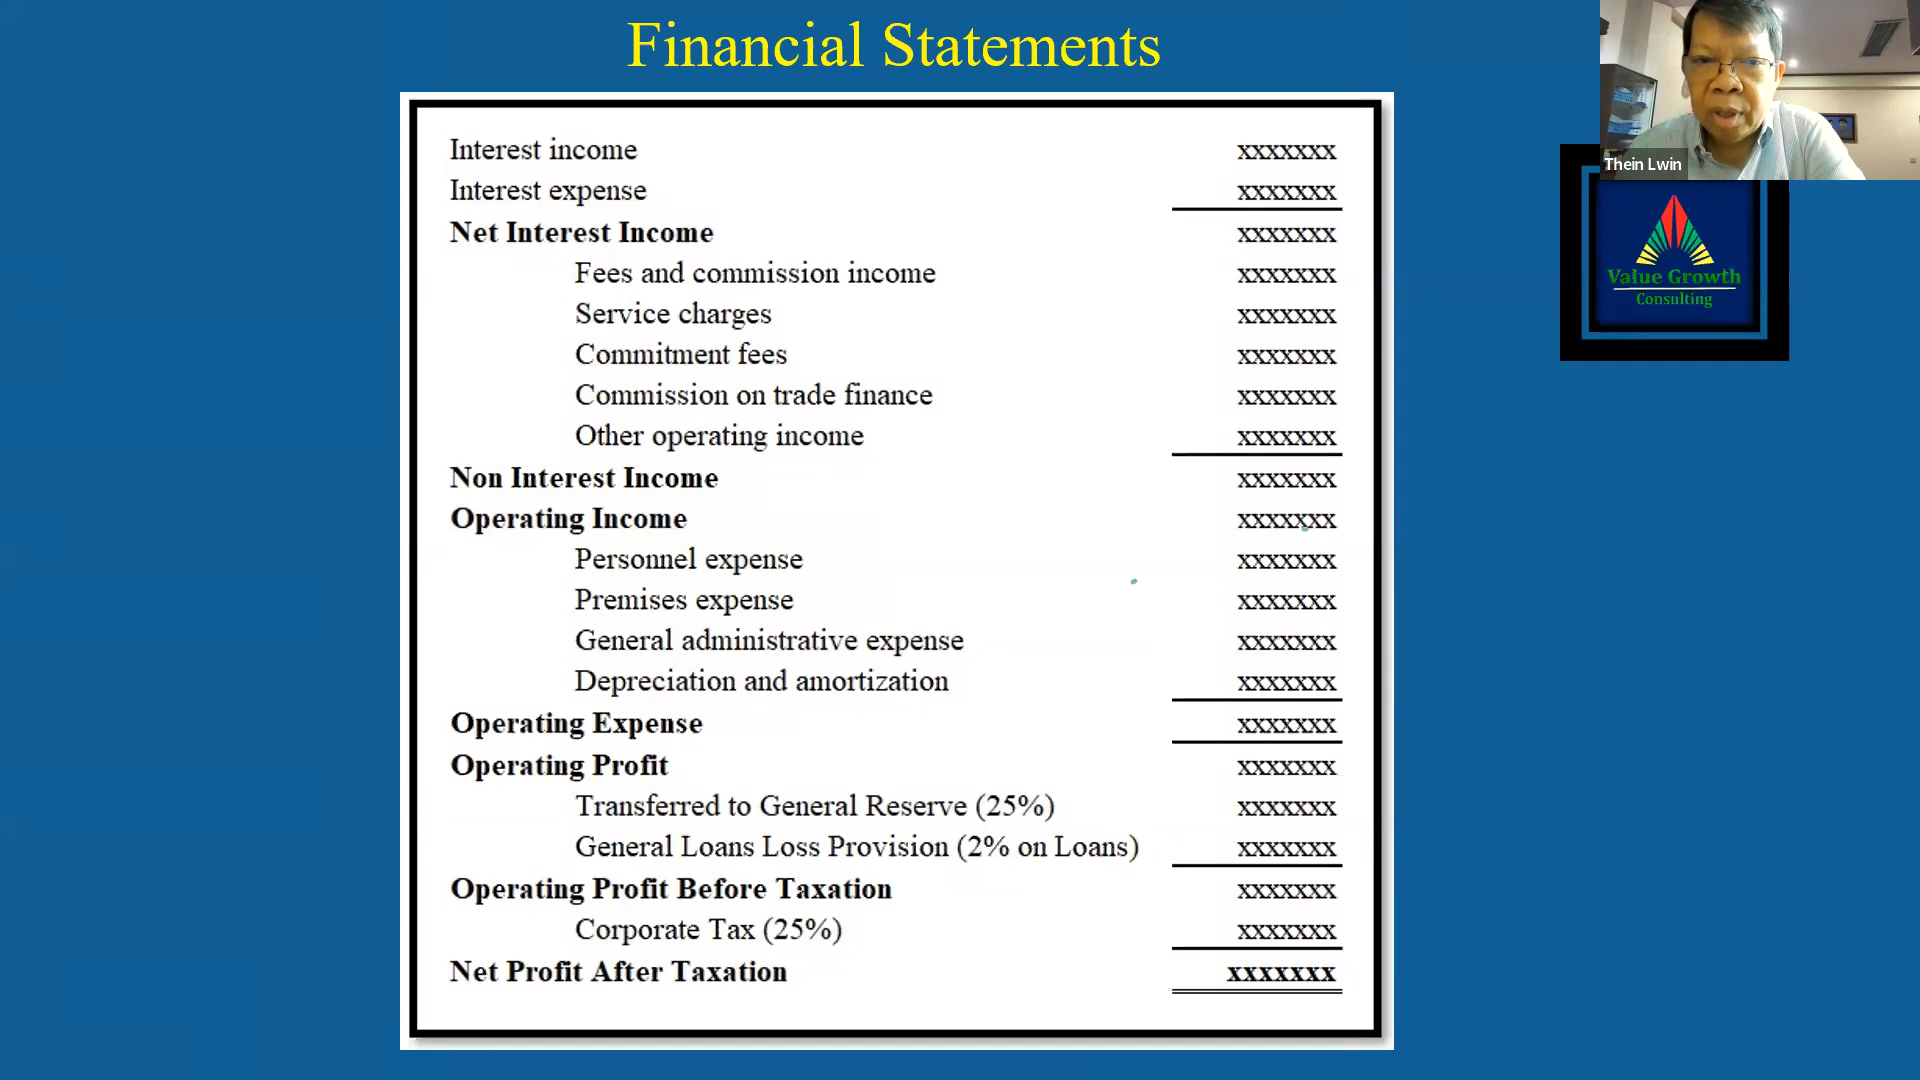 Financial Statements
Interest income xxxxxxx
Interest expense xxxxxxx
Net Interest Income xxxxxxx
Fees and commission income xxxxxxx
Service charges xxxxxxx
Commitment fees xxxxxxx
Commission on trade finance xxxxxxx
Other operating income xxxxxxx
Non Interest Income xxxxxxx
Operating Income xxxxxxx
Personnel expense xxxxxxx
Premises expense xxxxxxx
General administrative expense xxxxxxx
Depreciation and amortization xxxxxxx
Operating Expense xxxxxxx
Operating Profit xxxxxxx
Transferred to General Reserve (25%) xxxxxxx
General Loans Loss Provision (2% on Loans) xxxxxxx
Operating Profit Before Taxation xxxxxxx
Corporate Tax (25%) xxxxxxx
Net Profit After Taxation xxxxxxx
Thein Lwin
Value Growth
Consulting